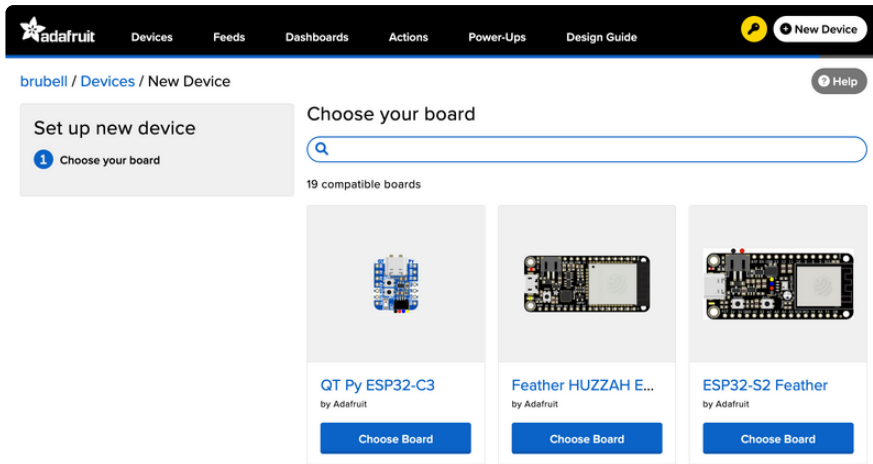 adafruit Devices Feeds Dashboards Actions Power-Ups Design Guide New Device
brubell / Devices / New Device Help
Set up new device
1 Choose your board
Choose your board
19 compatible boards
QT Py ESP32-C3
by Adafruit
Choose Board
Feather HUZZAH E...
by Adafruit
Choose Board
ESP32-S2 Feather
by Adafruit
Choose Board